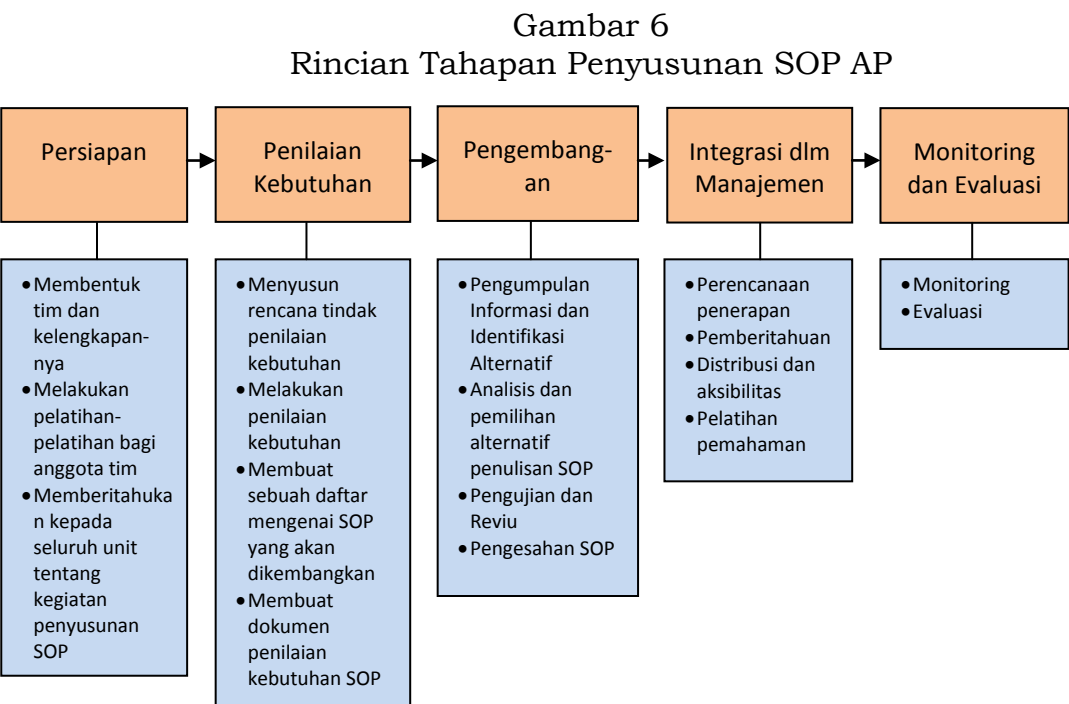 Gambar 6
Rincian Tahapan Penyusunan SOP AP
Persiapan
Penilaian
Kebutuhan
Pengembang-
an
Integrasi dlm
Manajemen
Monitoring
dan Evaluasi
•Membentuk
tim dan
kelengkapan-
nya
•Melakukan
pelatihan-
pelatihan bagi
anggota tim
•Memberitahuka
n kepada
seluruh unit
tentang
kegiatan
penyusunan
SOP
•Menyusun
rencana tindak
penilaian
kebutuhan
•Melakukan
penilaian
kebutuhan
•Membuat
sebuah daftar
mengenai SOP
yang akan
dikembangkan
•Membuat
dokumen
penilaian
kebutuhan SOP
•Pengumpulan
Informasi dan
Identifikasi
Alternatif
•Analisis dan
pemilihan
alternatif
penulisan SOP
•Pengujian dan
Reviu
•Pengesahan SOP
•Perencanaan
penerapan
•Pemberitahuan
•Distribusi dan
aksibilitas
•Pelatihan
pemahaman
•Monitoring
•Evaluasi